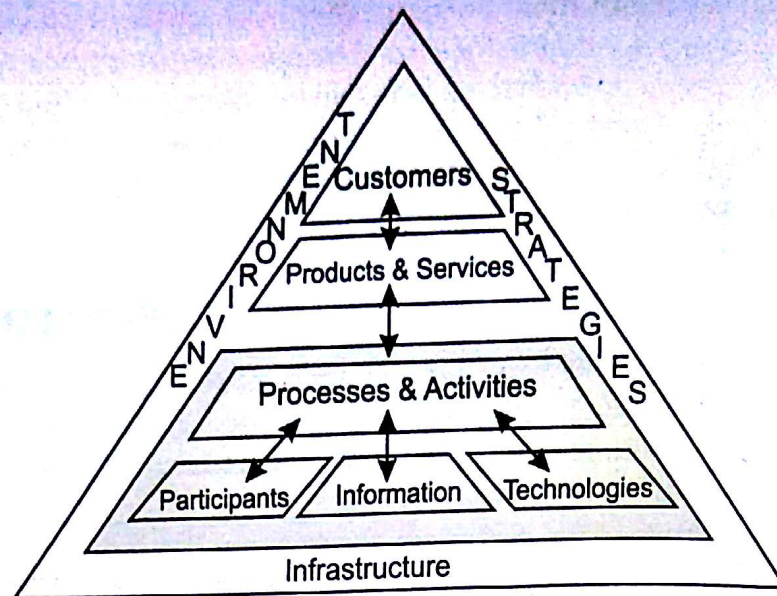 ENVIRONMENT
STRATEGIES
Customers
Products & Services
Processes & Activities
Participants
Information
Technologies
Infrastructure